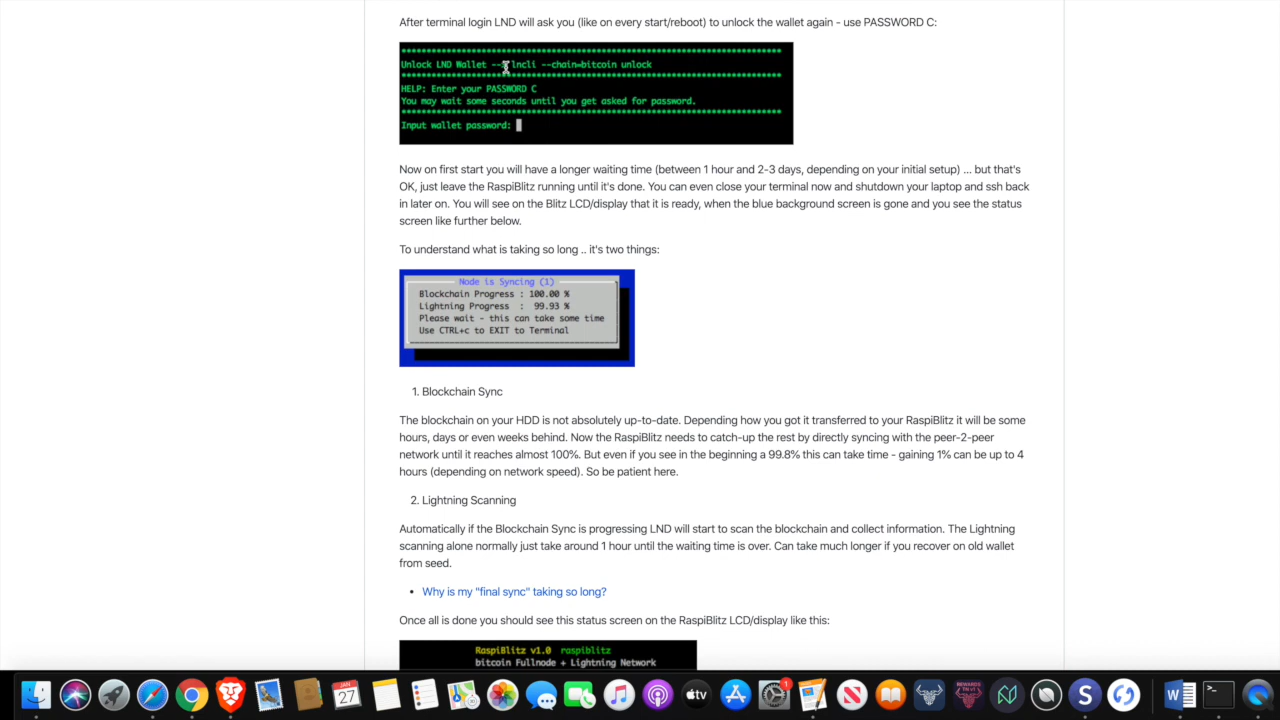 After terminal login LND will ask you (like on every start/reboot) to unlock the wallet again - use PASSWORD C:
********************************************************************************
Unlock LND Wallet --> lncli --chain=bitcoin unlock
********************************************************************************
HELP: Enter your PASSWORD C
You may wait some seconds until you get asked for password.
********************************************************************************
Input wallet password:
Now on first start you will have a longer waiting time (between 1 hour and 2-3 days, depending on your initial setup) ... but that's
OK, just leave the RaspiBlitz running until it's done. You can even close your terminal now and shutdown your laptop and ssh back
in later on. You will see on the Blitz LCD/display that it is ready, when the blue background screen is gone and you see the status
screen like further below.
To understand what is taking so long .. it's two things:
Node is Syncing (1)
Blockchain Progress : 100.00 %
Lightning Progress  :  99.93 %
Please wait - this can take some time
Use CTRL+c to EXIT to Terminal
1. Blockchain Sync
The blockchain on your HDD is not absolutely up-to-date. Depending how you got it transferred to your RaspiBlitz it will be some
hours, days or even weeks behind. Now the RaspiBlitz needs to catch-up the rest by directly syncing with the peer-2-peer
network until it reaches almost 100%. But even if you see in the beginning a 99.8% this can take time - gaining 1% can be up to 4
hours (depending on network speed). So be patient here.
2. Lightning Scanning
Automatically if the Blockchain Sync is progressing LND will start to scan the blockchain and collect information. The Lightning
scanning alone normally just take around 1 hour until the waiting time is over. Can take much longer if you recover on old wallet
from seed.
• Why is my "final sync" taking so long?
Once all is done you should see this status screen on the RaspiBlitz LCD/display like this:
RaspiBlitz v1.0  raspiblitz
bitcoin Fullnode + Lightning Network
JAN
27
tv
1
W
S